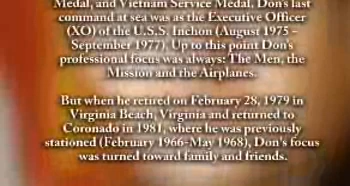 Medal, and Vietnam Service Medal, Don's last
command at sea was as the Executive Officer
(XO) of the U.S.S. Inchon (August 1975 -
September 1977). Up to this point Don's
professional focus was always: The Men, the
Mission and the Airplanes.
But when he retired on February 28, 1979 in
Virginia Beach, Virginia and returned to
Coronado in 1981, where he was previously
stationed (February 1966-May 1968), Don's focus
was turned toward family and friends.